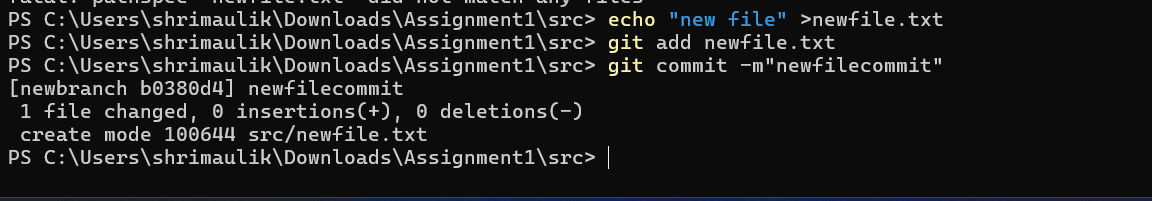 fatal: pathspec 'newfile.txt' did not match any files
PS C:\Users\shrimaulik\Downloads\Assignment1\src> echo "new file" >newfile.txt
PS C:\Users\shrimaulik\Downloads\Assignment1\src> git add newfile.txt
PS C:\Users\shrimaulik\Downloads\Assignment1\src> git commit -m"newfilecommit"
[newbranch b0380d4] newfilecommit
 1 file changed, 0 insertions(+), 0 deletions(-)
 create mode 100644 src/newfile.txt
PS C:\Users\shrimaulik\Downloads\Assignment1\src>